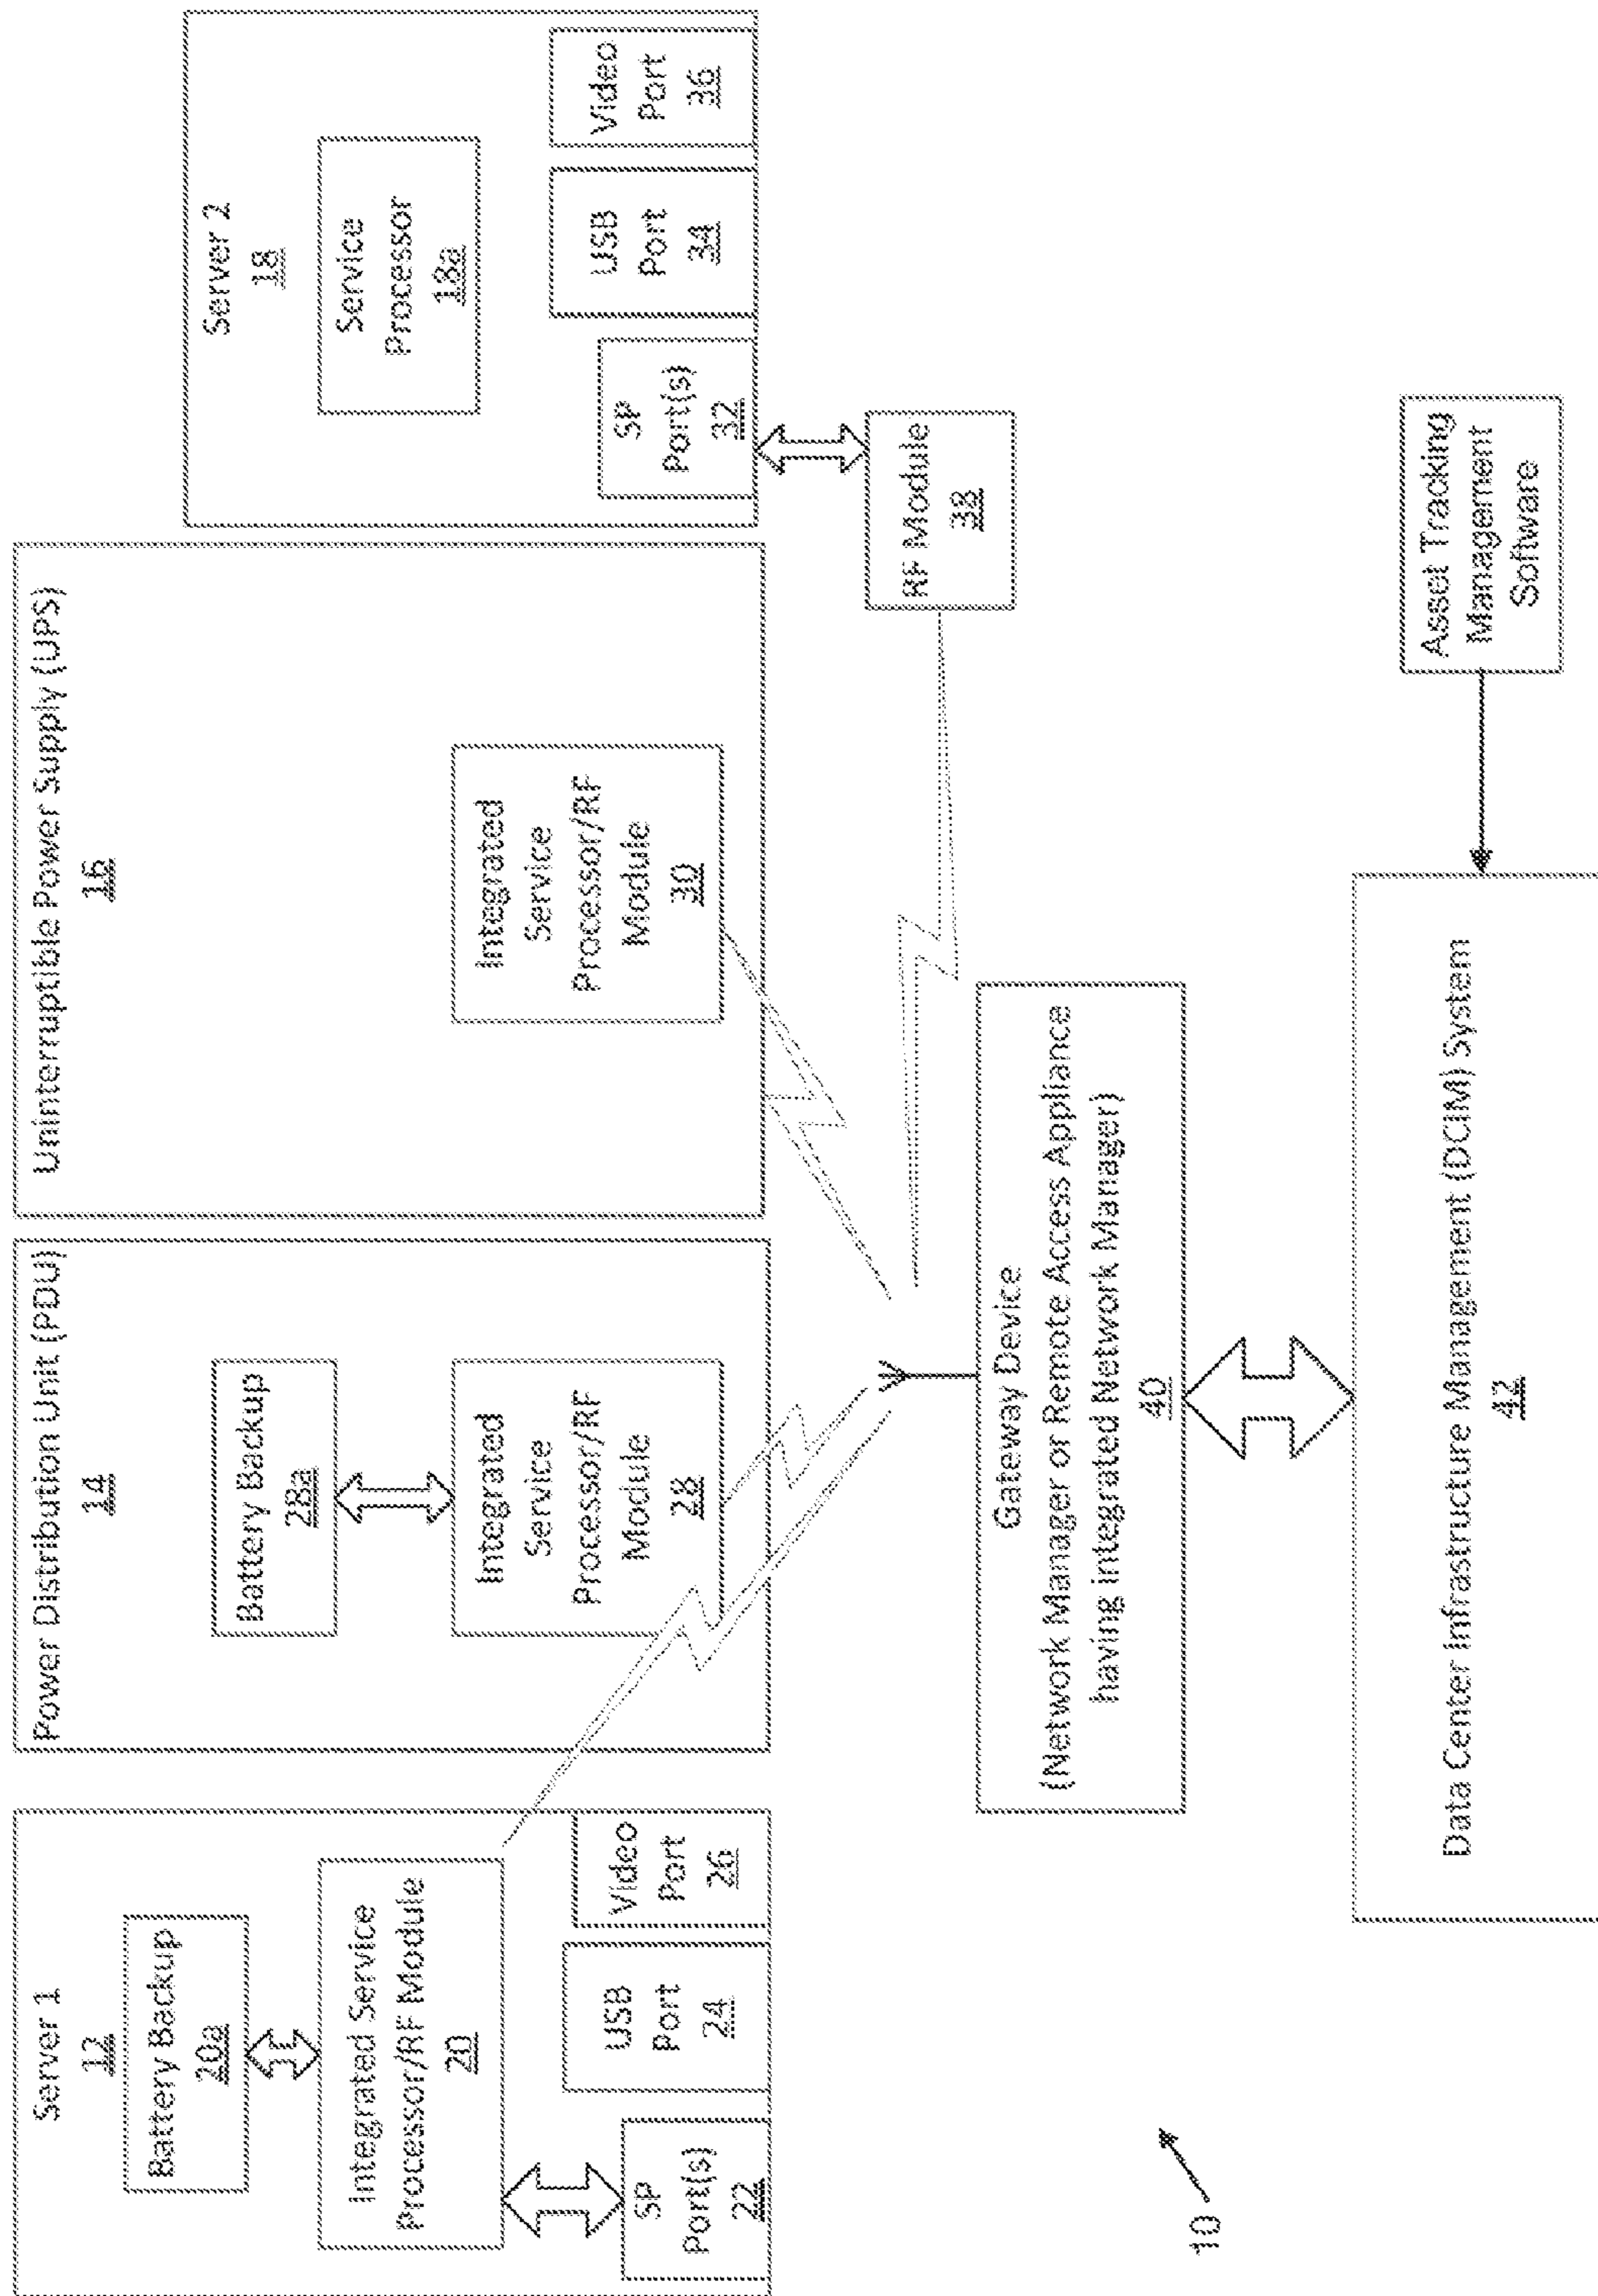 Server 1
12
Battery Backup
20a
Integrated Service
Processor/RF Module
20
SP
Port(s)
22
USB
Port
24
Video
Port
26
Power Distribution Unit (PDU)
14
Battery Backup
28a
Integrated
Service
Processor/RF
Module
28
Uninterruptible Power Supply (UPS)
16
Integrated
Service
Processor/RF
Module
30
Server 2
18
Service
Processor
18a
SP
Port(s)
32
USB
Port
34
Video
Port
36
RF Module
38
Gateway Device
(Network Manager or Remote Access Appliance
having integrated Network Manager)
40
Data Center Infrastructure Management (DCIM) System
42
Asset Tracking
Management
Software
10